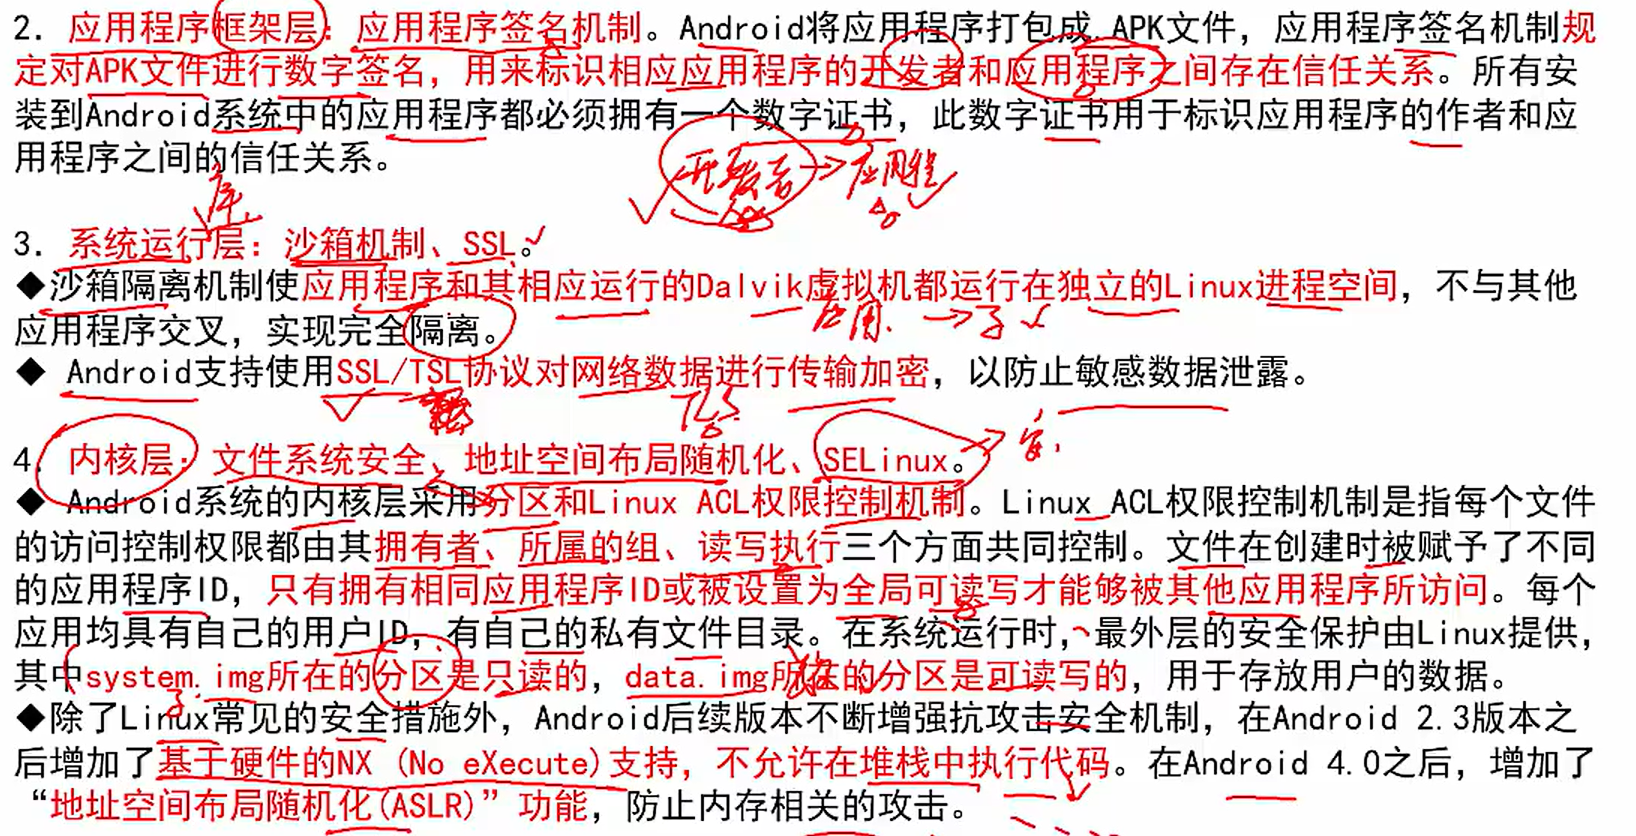 2. 应用程序框架层：应用程序签名机制。Android将应用程序打包成.APK文件，应用程序签名机制规
定对APK文件进行数字签名，用来标识相应应用程序的开发者和应用程序之间存在信任关系。所有安
装到Android系统中的应用程序都必须拥有一个数字证书，此数字证书用于标识应用程序的作者和应
用程序之间的信任关系。
开发者 → 应用程
序
3. 系统运行层：沙箱机制、SSL。
◆沙箱隔离机制使应用程序和其相应运行的Dalvik虚拟机都运行在独立的Linux进程空间，不与其他
应用程序交叉，实现完全隔离。
应用 →
◆ Android支持使用SSL/TSL协议对网络数据进行传输加密，以防止敏感数据泄露。
TLS
4. 内核层：文件系统安全、地址空间布局随机化、SELinux。
◆ Android系统的内核层采用分区和Linux ACL权限控制机制。Linux ACL权限控制机制是指每个文件
的访问控制权限都由其拥有者、所属的组、读写执行三个方面共同控制。文件在创建时被赋予了不同
的应用程序ID，只有拥有相同应用程序ID或被设置为全局可读写才能够被其他应用程序所访问。每个
应用均具有自己的用户ID，有自己的私有文件目录。在系统运行时，最外层的安全保护由Linux提供，
其中system.img所在的分区是只读的，data.img所在的分区是可读写的，用于存放用户的数据。
◆除了Linux常见的安全措施外，Android后续版本不断增强抗攻击安全机制，在Android 2.3版本之
后增加了基于硬件的NX (No eXecute)支持，不允许在堆栈中执行代码。在Android 4.0之后，增加了
“地址空间布局随机化(ASLR)”功能，防止内存相关的攻击。